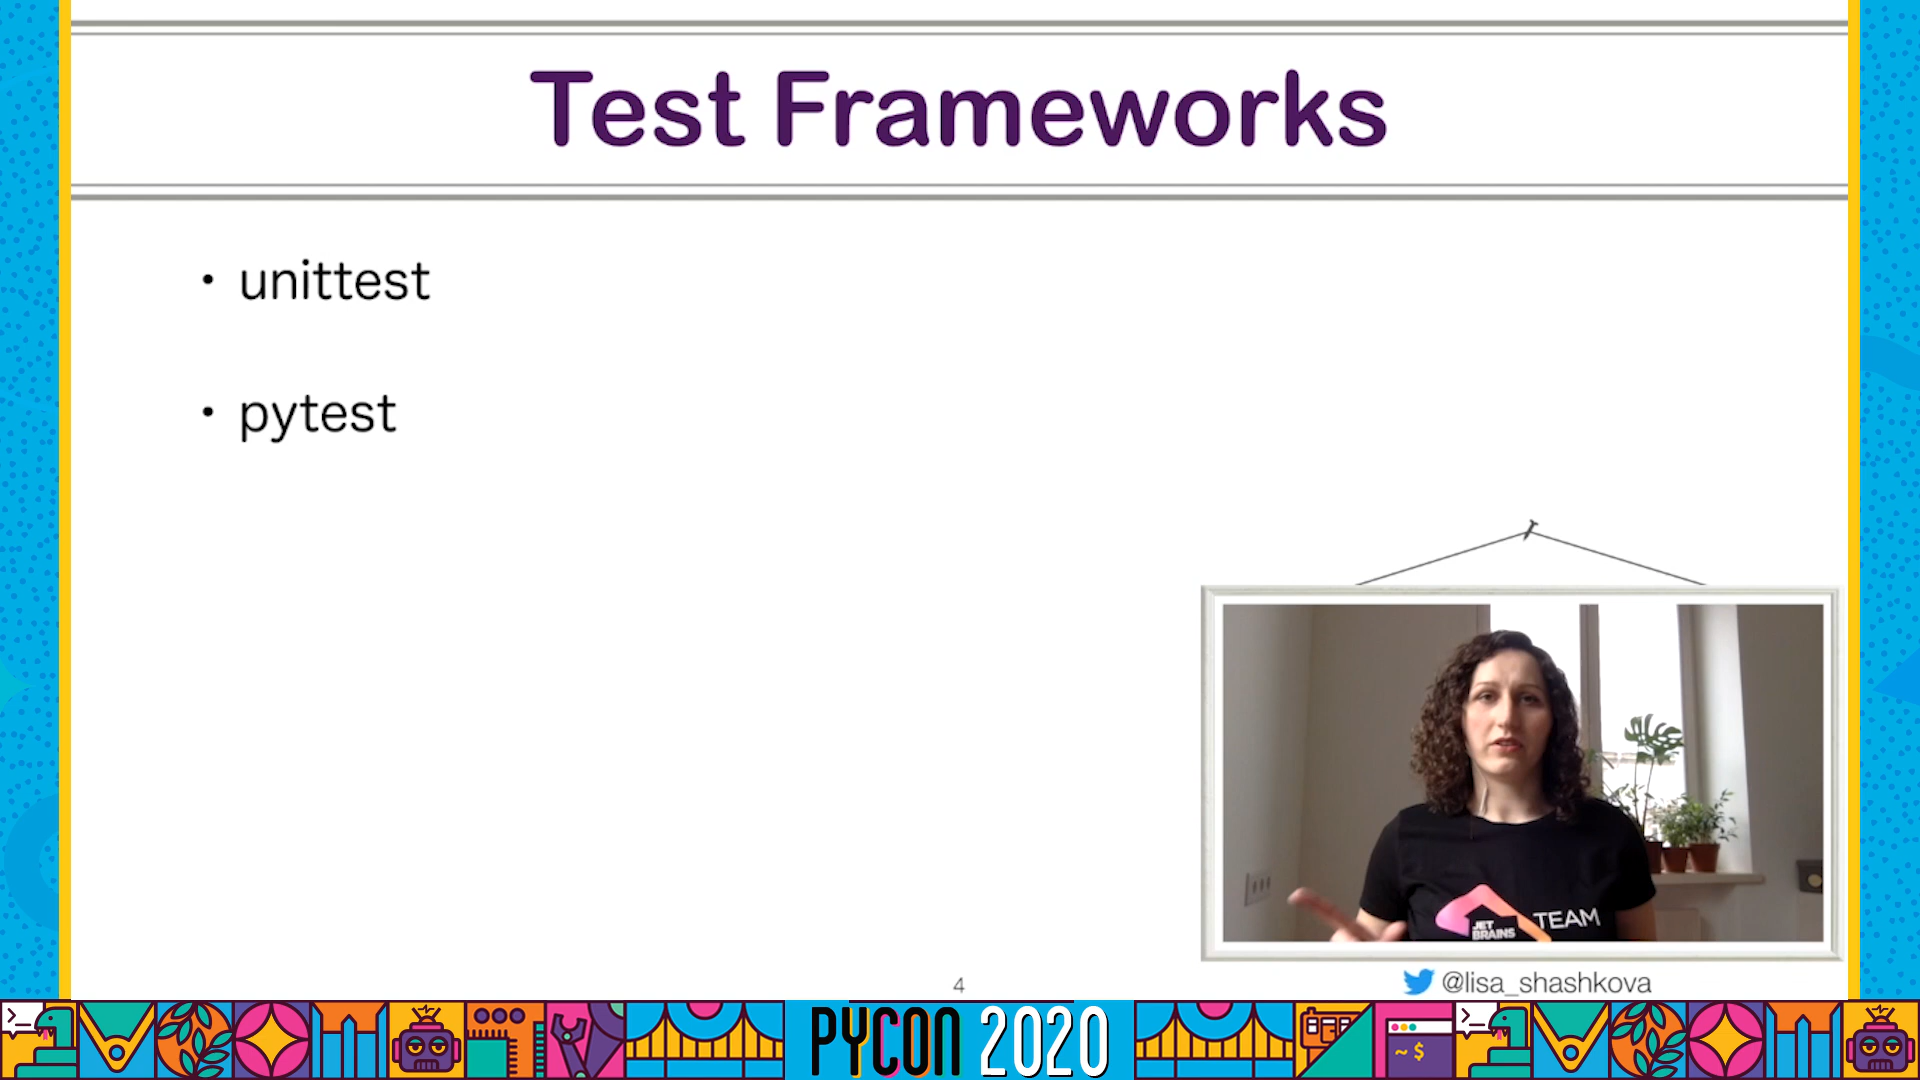 Test Frameworks
• unittest
• pytest
JET
BRAINS
TEAM
4
@lisa_shashkova
~ $
PYCON 2020